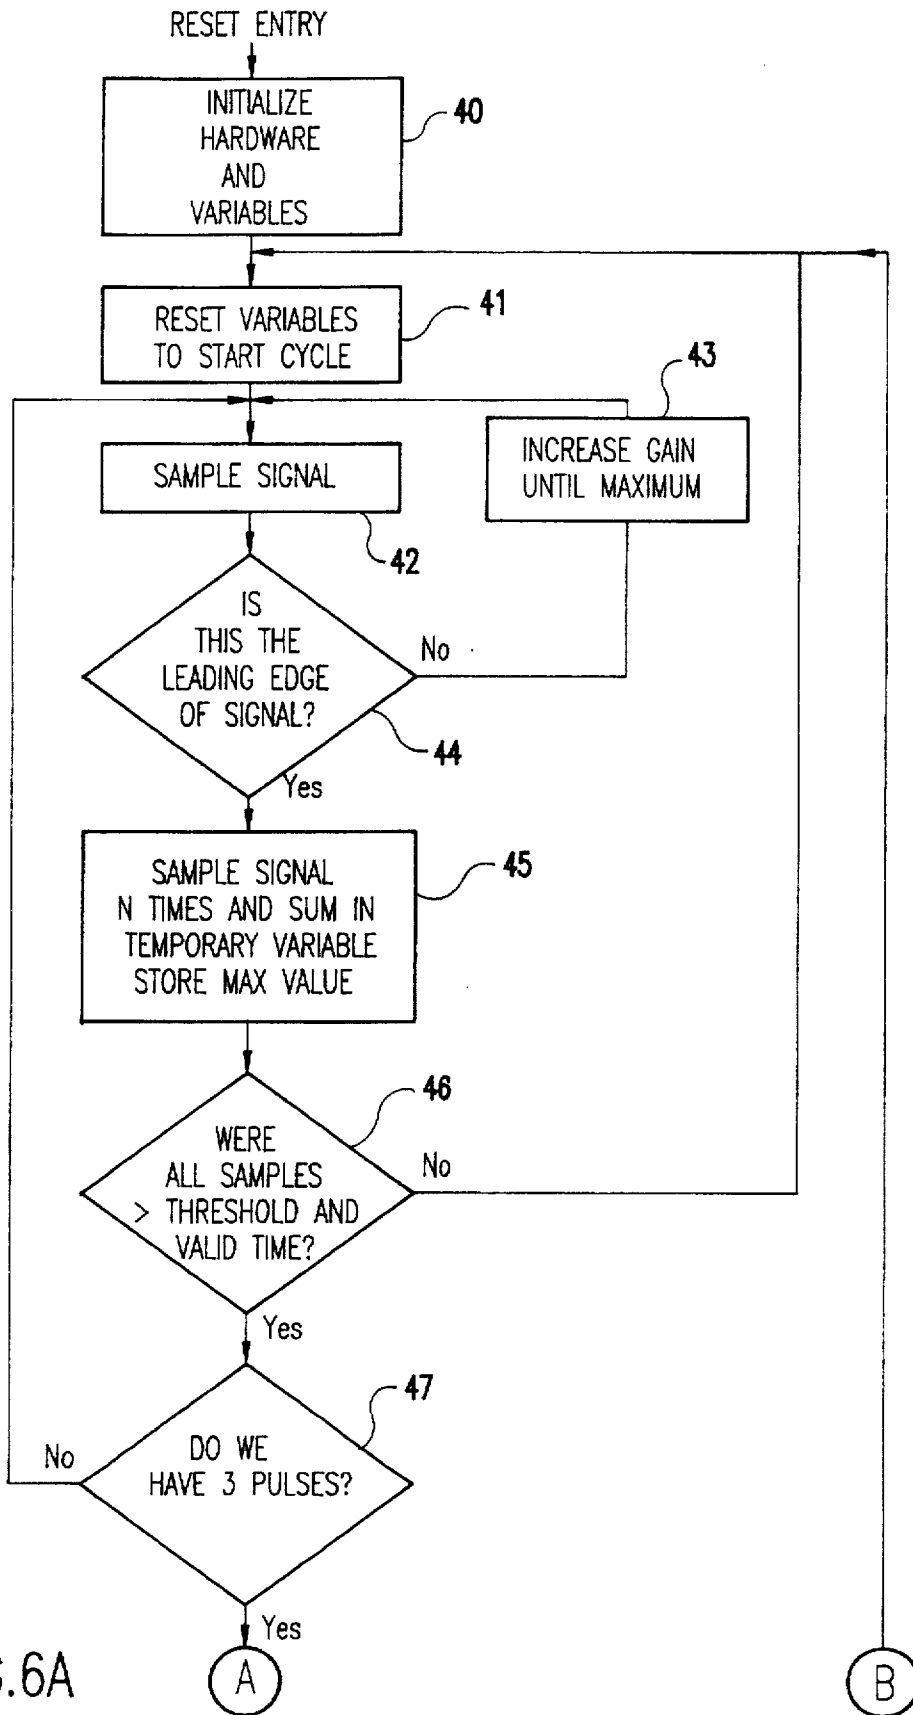 RESET ENTRY
INITIALIZE
HARDWARE
AND
VARIABLES
40
RESET VARIABLES
TO START CYCLE
41
43
INCREASE GAIN
UNTIL MAXIMUM
SAMPLE SIGNAL
42
IS
THIS THE
LEADING EDGE
OF SIGNAL?
No
44
Yes
SAMPLE SIGNAL
N TIMES AND SUM IN
TEMPORARY VARIABLE
STORE MAX VALUE
45
46
WERE
ALL SAMPLES
> THRESHOLD AND
VALID TIME?
No
Yes
47
DO WE
HAVE 3 PULSES?
No
Yes
A
B
.6A